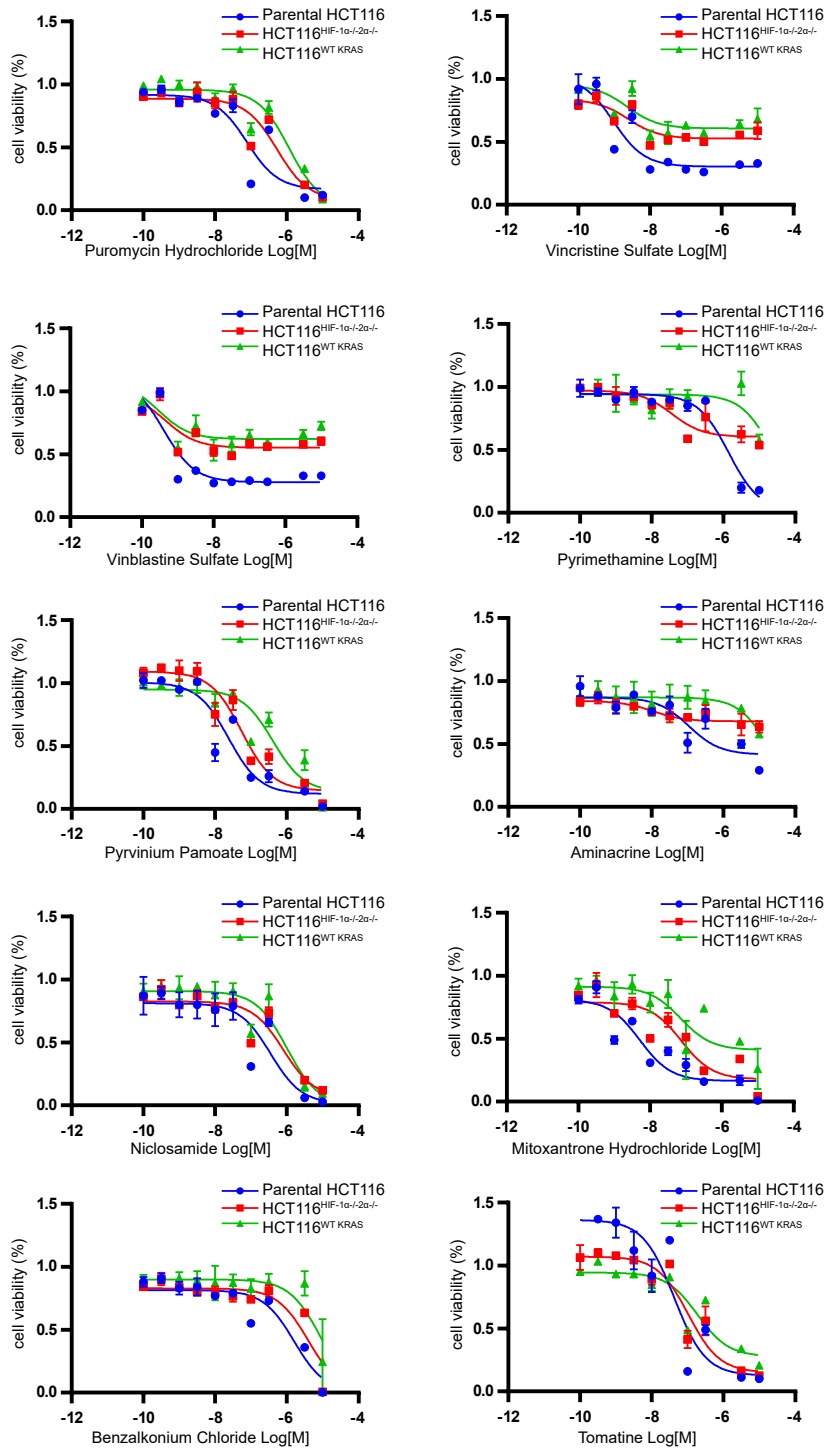 Parental HCT116
HCT116HIF-1α-/-2α-/-
HCT116WT KRAS
cell viability (%)
1.5
1.0
0.5
0.0
-12 -10 -8 -6 -4
Puromycin Hydrochloride Log[M]
Parental HCT116
HCT116HIF-1α-/-2α-/-
HCT116WT KRAS
cell viability (%)
1.5
1.0
0.5
0.0
-12 -10 -8 -6 -4
Vincristine Sulfate Log[M]
Parental HCT116
HCT116HIF-1α-/-2α-/-
HCT116WT KRAS
cell viability (%)
1.5
1.0
0.5
0.0
-12 -10 -8 -6 -4
Vinblastine Sulfate Log[M]
Parental HCT116
HCT116HIF-1α-/-2α-/-
HCT116WT KRAS
cell viability (%)
1.5
1.0
0.5
0.0
-12 -10 -8 -6 -4
Pyrimethamine Log[M]
Parental HCT116
HCT116HIF-1α-/-2α-/-
HCT116WT KRAS
cell viability (%)
1.5
1.0
0.5
0.0
-12 -10 -8 -6 -4
Pyrvinium Pamoate Log[M]
Parental HCT116
HCT116HIF-1α-/-2α-/-
HCT116WT KRAS
cell viability (%)
1.5
1.0
0.5
0.0
-12 -10 -8 -6 -4
Aminacrine Log[M]
Parental HCT116
HCT116HIF-1α-/-2α-/-
HCT116WT KRAS
cell viability (%)
1.5
1.0
0.5
0.0
-12 -10 -8 -6 -4
Niclosamide Log[M]
Parental HCT116
HCT116HIF-1α-/-2α-/-
HCT116WT KRAS
cell viability (%)
1.5
1.0
0.5
0.0
-12 -10 -8 -6 -4
Mitoxantrone Hydrochloride Log[M]
Parental HCT116
HCT116HIF-1α-/-2α-/-
HCT116WT KRAS
cell viability (%)
1.5
1.0
0.5
0.0
-12 -10 -8 -6 -4
Benzalkonium Chloride Log[M]
Parental HCT116
HCT116HIF-1α-/-2α-/-
HCT116WT KRAS
cell viability (%)
1.5
1.0
0.5
0.0
-12 -10 -8 -6 -4
Tomatine Log[M]